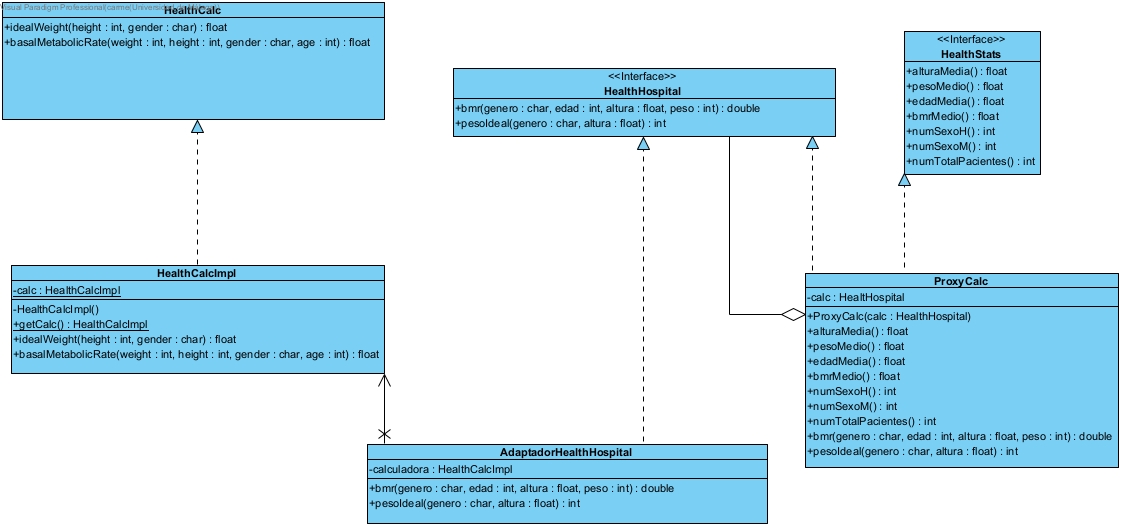 Visual Paradigm Professional(carme(Universidad de Málaga))
HealthCalc
+idealWeight(height : int, gender : char) : float
+basalMetabolicRate(weight : int, height : int, gender : char, age : int) : float
<<Interface>>
HealthHospital
+bmr(genero : char, edad : int, altura : float, peso : int) : double
+pesoIdeal(genero : char, altura : float) : int
<<Interface>>
HealthStats
+alturaMedia() : float
+pesoMedio() : float
+edadMedia() : float
+bmrMedio() : float
+numSexoH() : int
+numSexoM() : int
+numTotalPacientes() : int
HealthCalcImpl
-calc : HealthCalcImpl
-HealthCalcImpl()
+getCalc() : HealthCalcImpl
+idealWeight(height : int, gender : char) : float
+basalMetabolicRate(weight : int, height : int, gender : char, age : int) : float
ProxyCalc
-calc : HealtHospital
+ProxyCalc(calc : HealthHospital)
+alturaMedia() : float
+pesoMedio() : float
+edadMedia() : float
+bmrMedio() : float
+numSexoH() : int
+numSexoM() : int
+numTotalPacientes() : int
+bmr(genero : char, edad : int, altura : float, peso : int) : double
+pesoIdeal(genero : char, altura : float) : int
AdaptadorHealthHospital
-calculadora : HealthCalcImpl
+bmr(genero : char, edad : int, altura : float, peso : int) : double
+pesoIdeal(genero : char, altura : float) : int